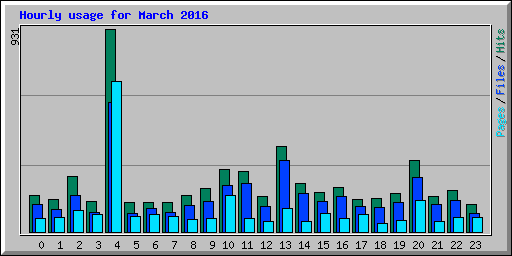 Hourly usage for March 2016
931
Pages / Files / Hits
0 1 2 3 4 5 6 7 8 9 10 11 12 13 14 15 16 17 18 19 20 21 22 23